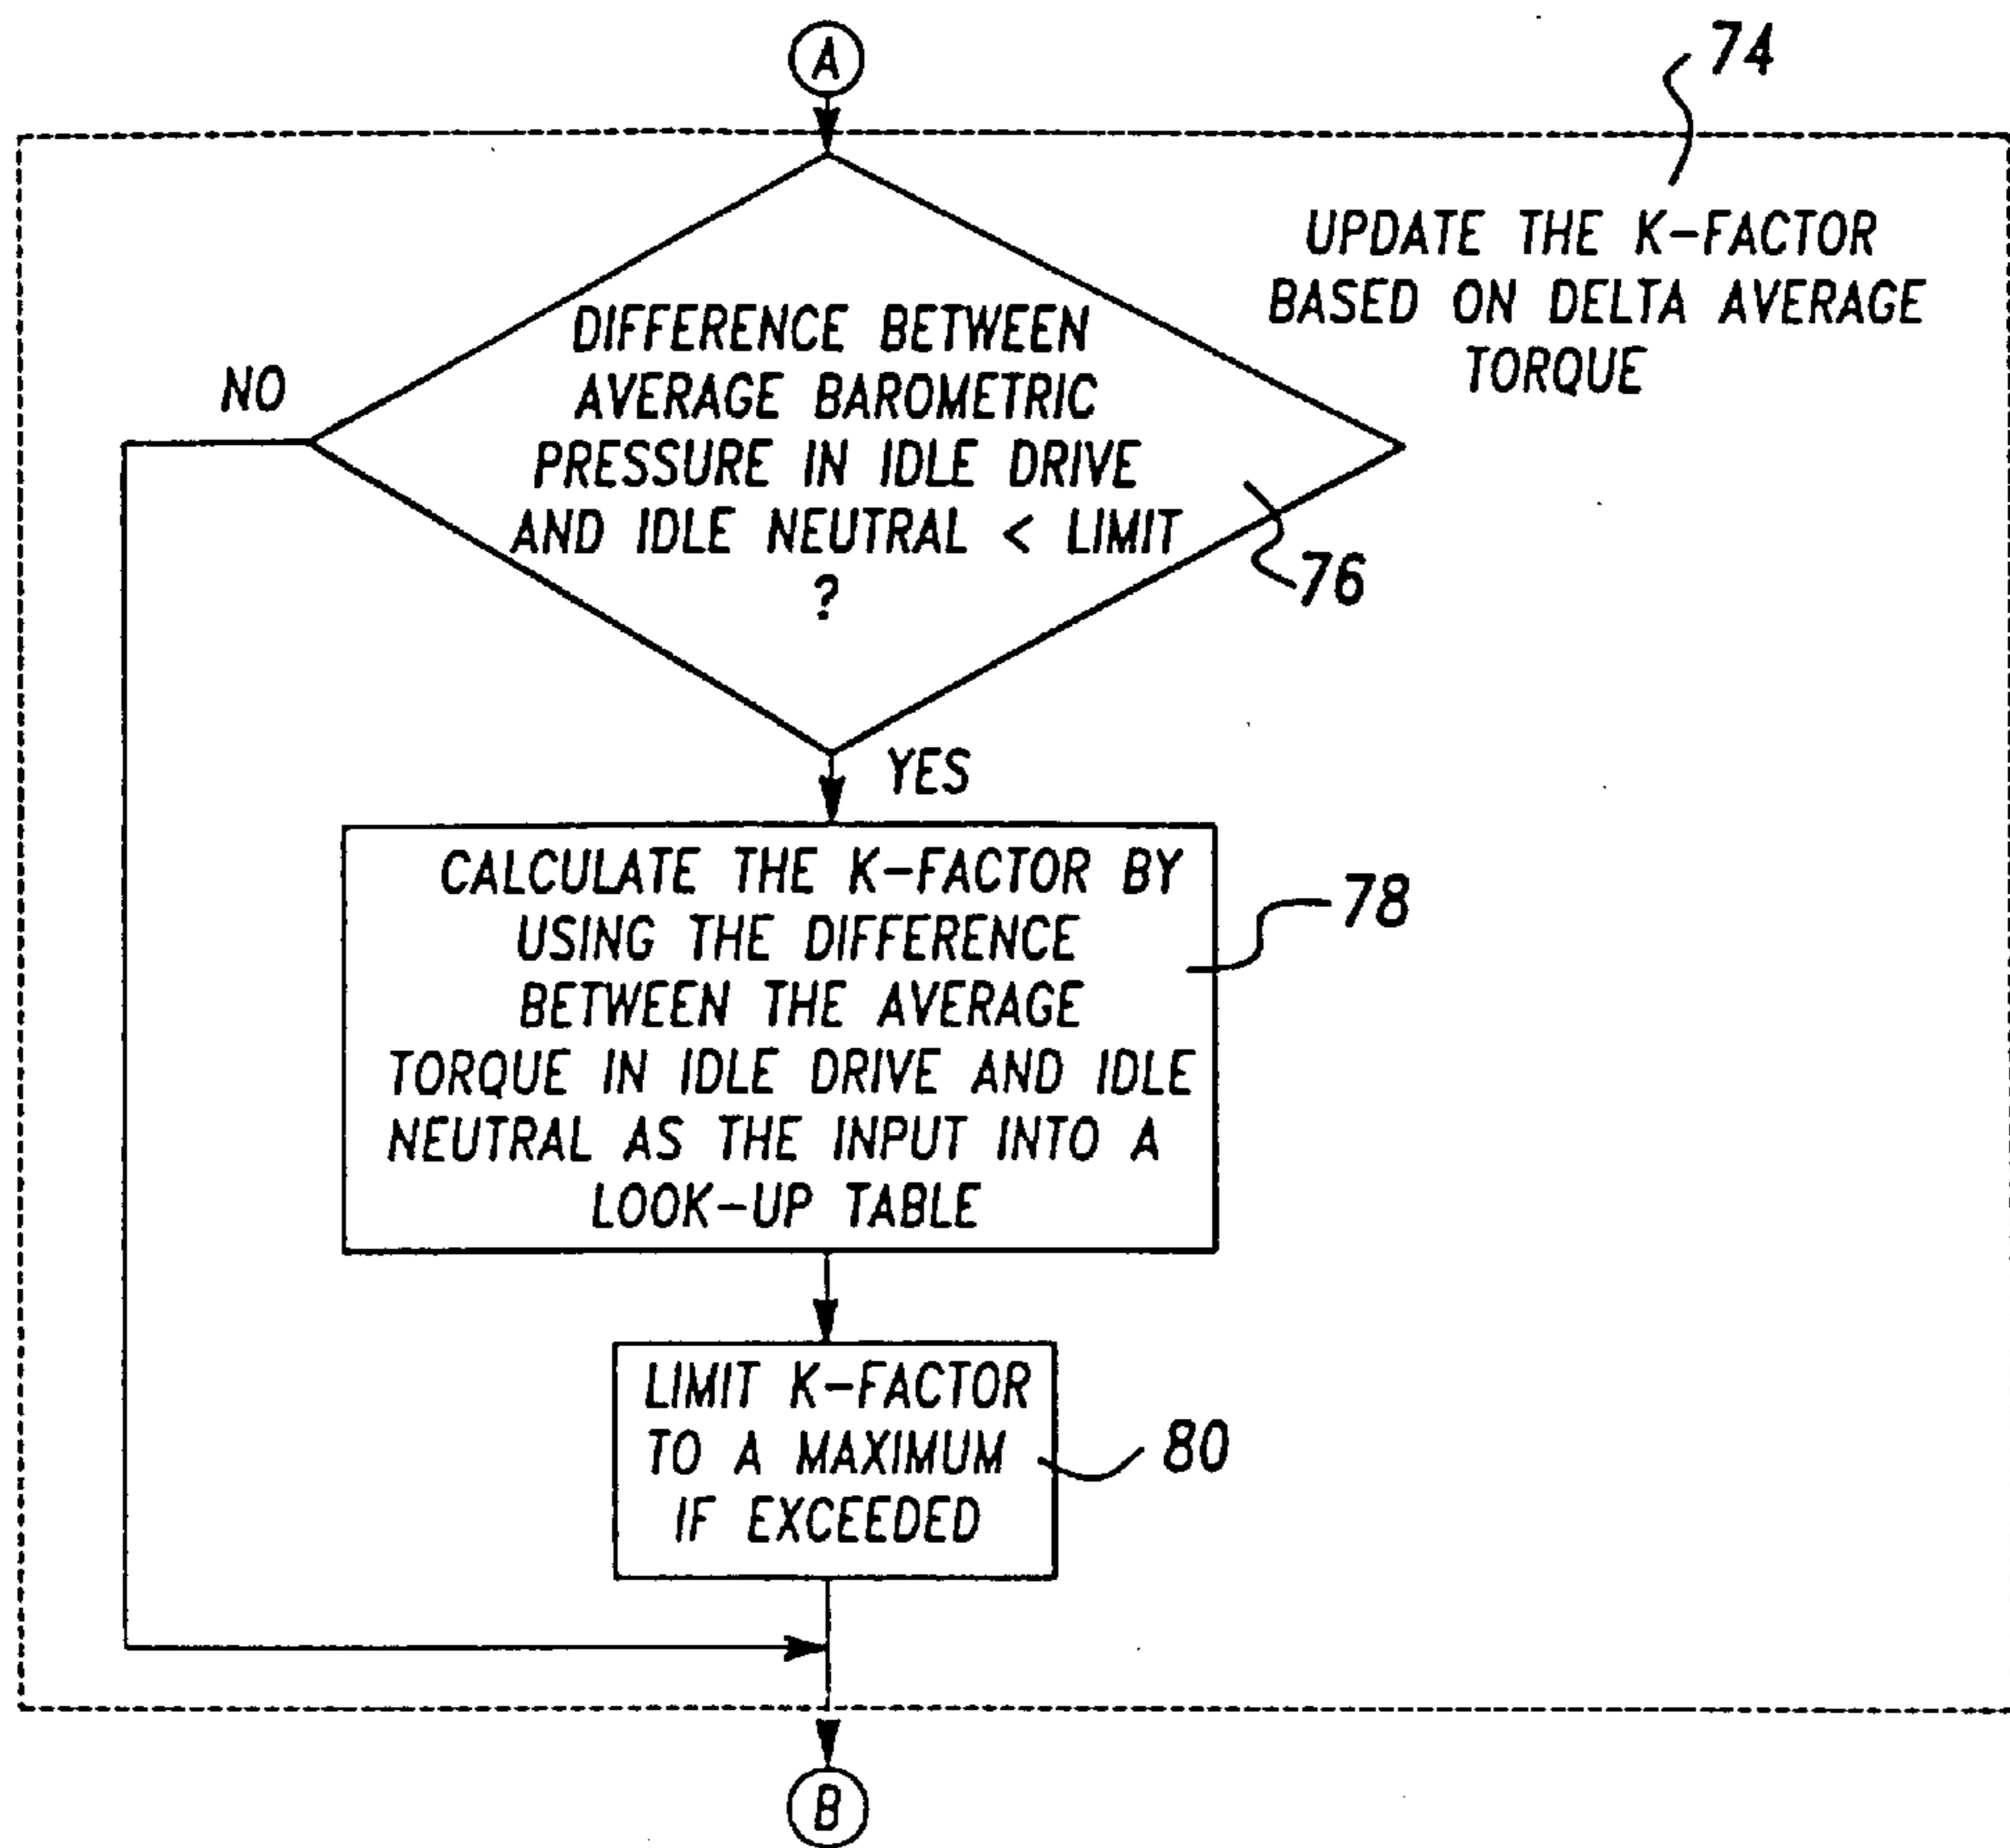 A
74
UPDATE THE K-FACTOR
BASED ON DELTA AVERAGE
TORQUE
DIFFERENCE BETWEEN
AVERAGE BAROMETRIC
PRESSURE IN IDLE DRIVE
AND IDLE NEUTRAL < LIMIT
?
NO
76
YES
CALCULATE THE K-FACTOR BY
USING THE DIFFERENCE
BETWEEN THE AVERAGE
TORQUE IN IDLE DRIVE AND IDLE
NEUTRAL AS THE INPUT INTO A
LOOK-UP TABLE
78
LIMIT K-FACTOR
TO A MAXIMUM
IF EXCEEDED
80
B